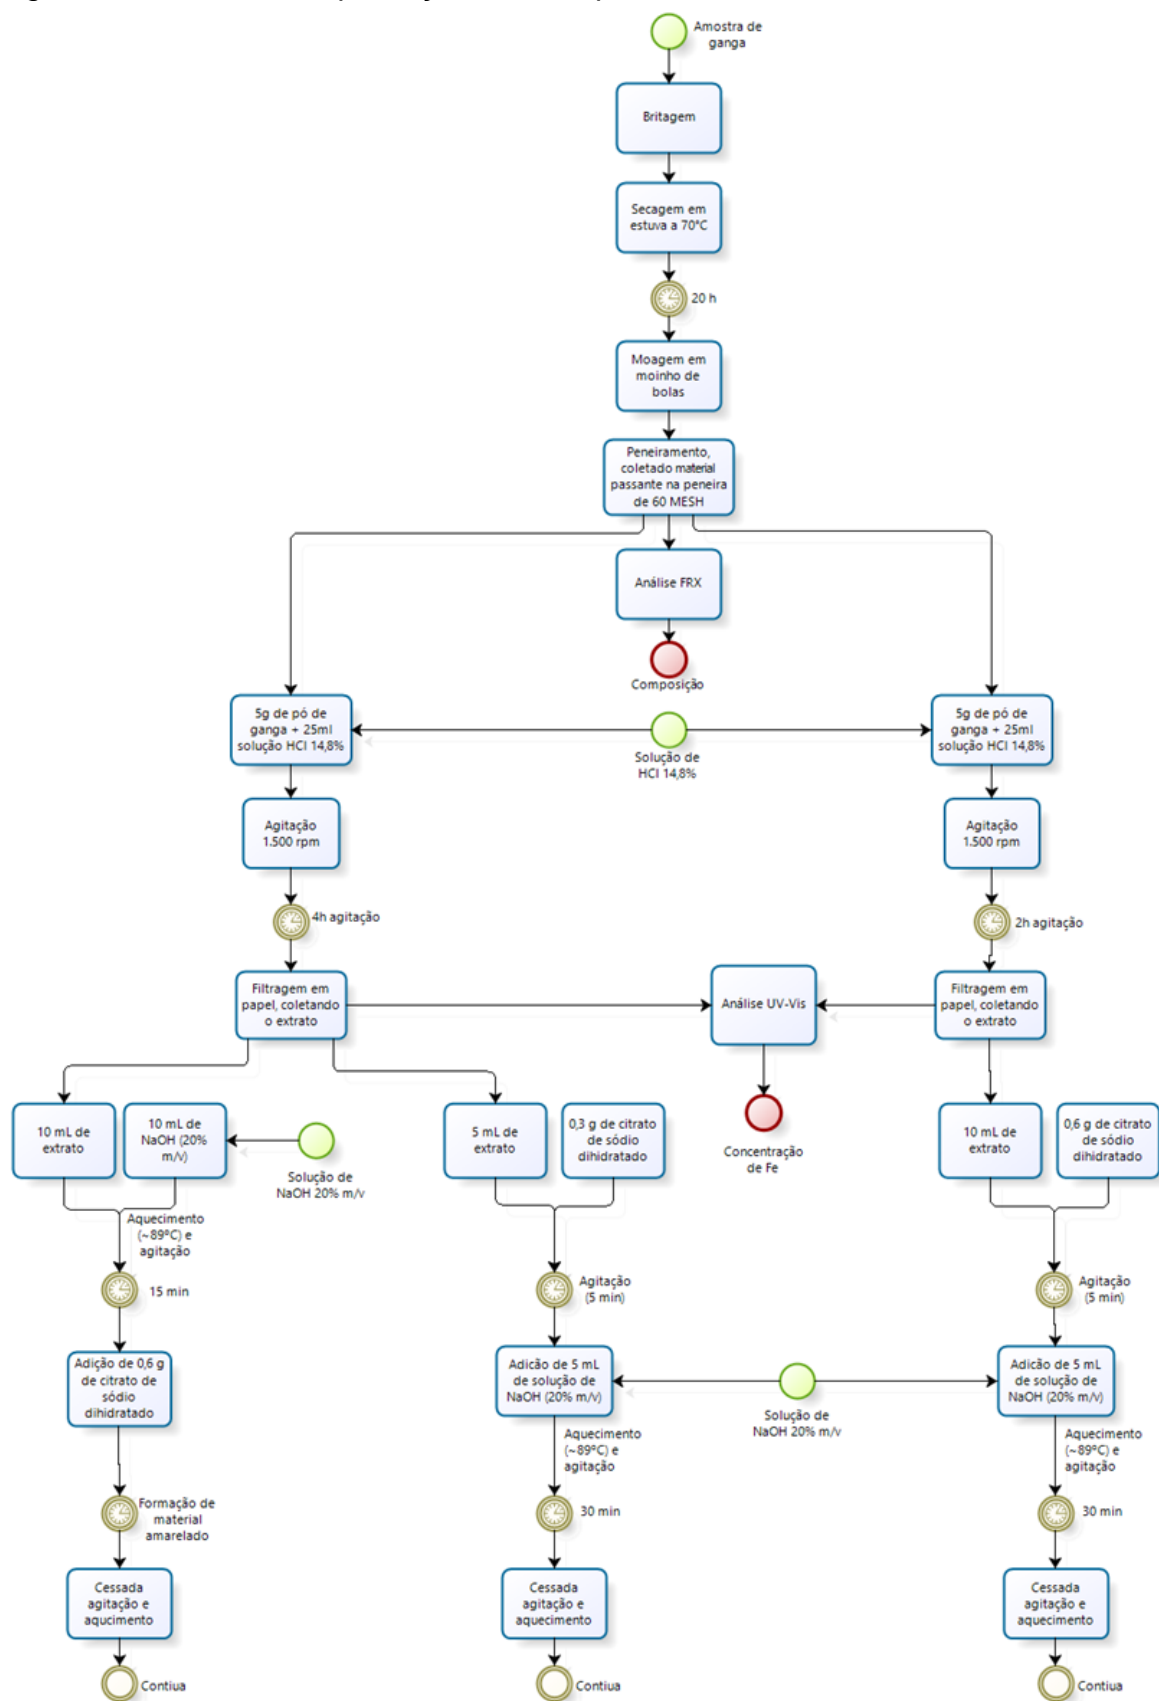 Amostra de
ganga
Britagem
Secagem em
estuva a 70°C
20 h
Moagem em
moinho de
bolas
Peneiramento,
coletado material
passante na peneira
de 60 MESH
Análise FRX
Composição
5g de pó de
ganga + 25ml
solução HCl 14,8%
Solução de
HCl 14,8%
5g de pó de
ganga + 25ml
solução HCl 14,8%
Agitação
1.500 rpm
Agitação
1.500 rpm
4h agitação
2h agitação
Filtragem em
papel, coletando
o extrato
Análise UV-Vis
Filtragem em
papel, coletando
o extrato
10 mL de
extrato
10 mL de
NaOH (20%
m/v)
Solução de
NaOH 20% m/v
5 mL de
extrato
0,3 g de citrato
de sódio
dihidratado
Concentração
de Fe
10 mL de
extrato
0,6 g de citrato
de sódio
dihidratado
Aquecimento
(~89ºC) e
agitação
15 min
Agitação
(5 min)
Agitação
(5 min)
Adição de 0,6 g
de citrato de
sódio
dihidratado
Adicão de 5 mL
de solução de
NaOH (20% m/v)
Solução de
NaOH 20% m/v
Adicão de 5 mL
de solução de
NaOH (20% m/v)
Aquecimento
(~89ºC) e
agitação
Aquecimento
(~89ºC) e
agitação
Formação de
material
amarelado
30 min
30 min
Cessada
agitação e
aqucimento
Cessada
agitação e
aquecimento
Cessada
agitação e
aquecimento
Contiua
Contiua
Contiua